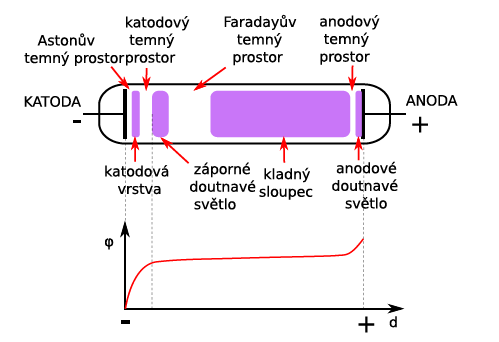 Astonův
temný prostor
katodový
temný
prostor
Faradayův
temný
prostor
anodový
temný
prostor
KATODA
-
ANODA
+
katodová
vrstva
záporné
doutnavé
světlo
kladný
sloupec
anodové
doutnavé
světlo
φ
-
+
d